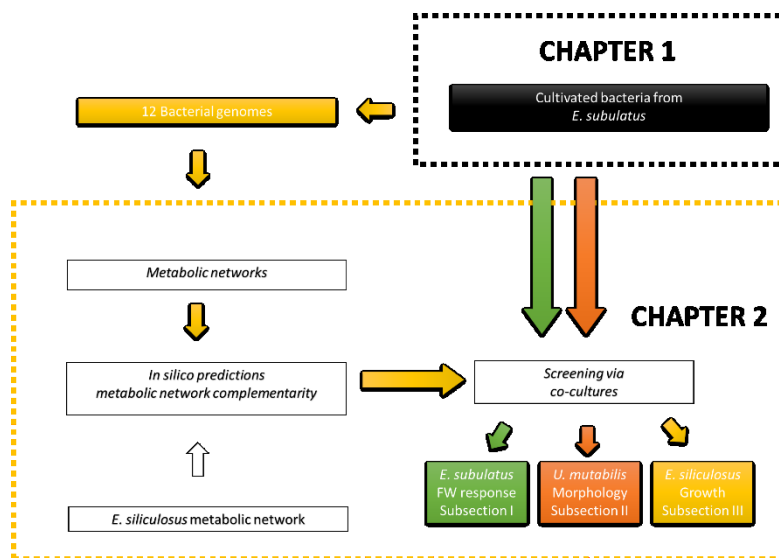 CHAPTER 1
Cultivated bacteria from
E. subulatus
12 Bacterial genomes
Metabolic networks
CHAPTER 2
In silico predictions
metabolic network complementarity
Screening via
co-cultures
E. subulatus
FW response
Subsection I
U. mutabilis
Morphology
Subsection II
E. siliculosus
Growth
Subsection III
E. siliculosus metabolic network